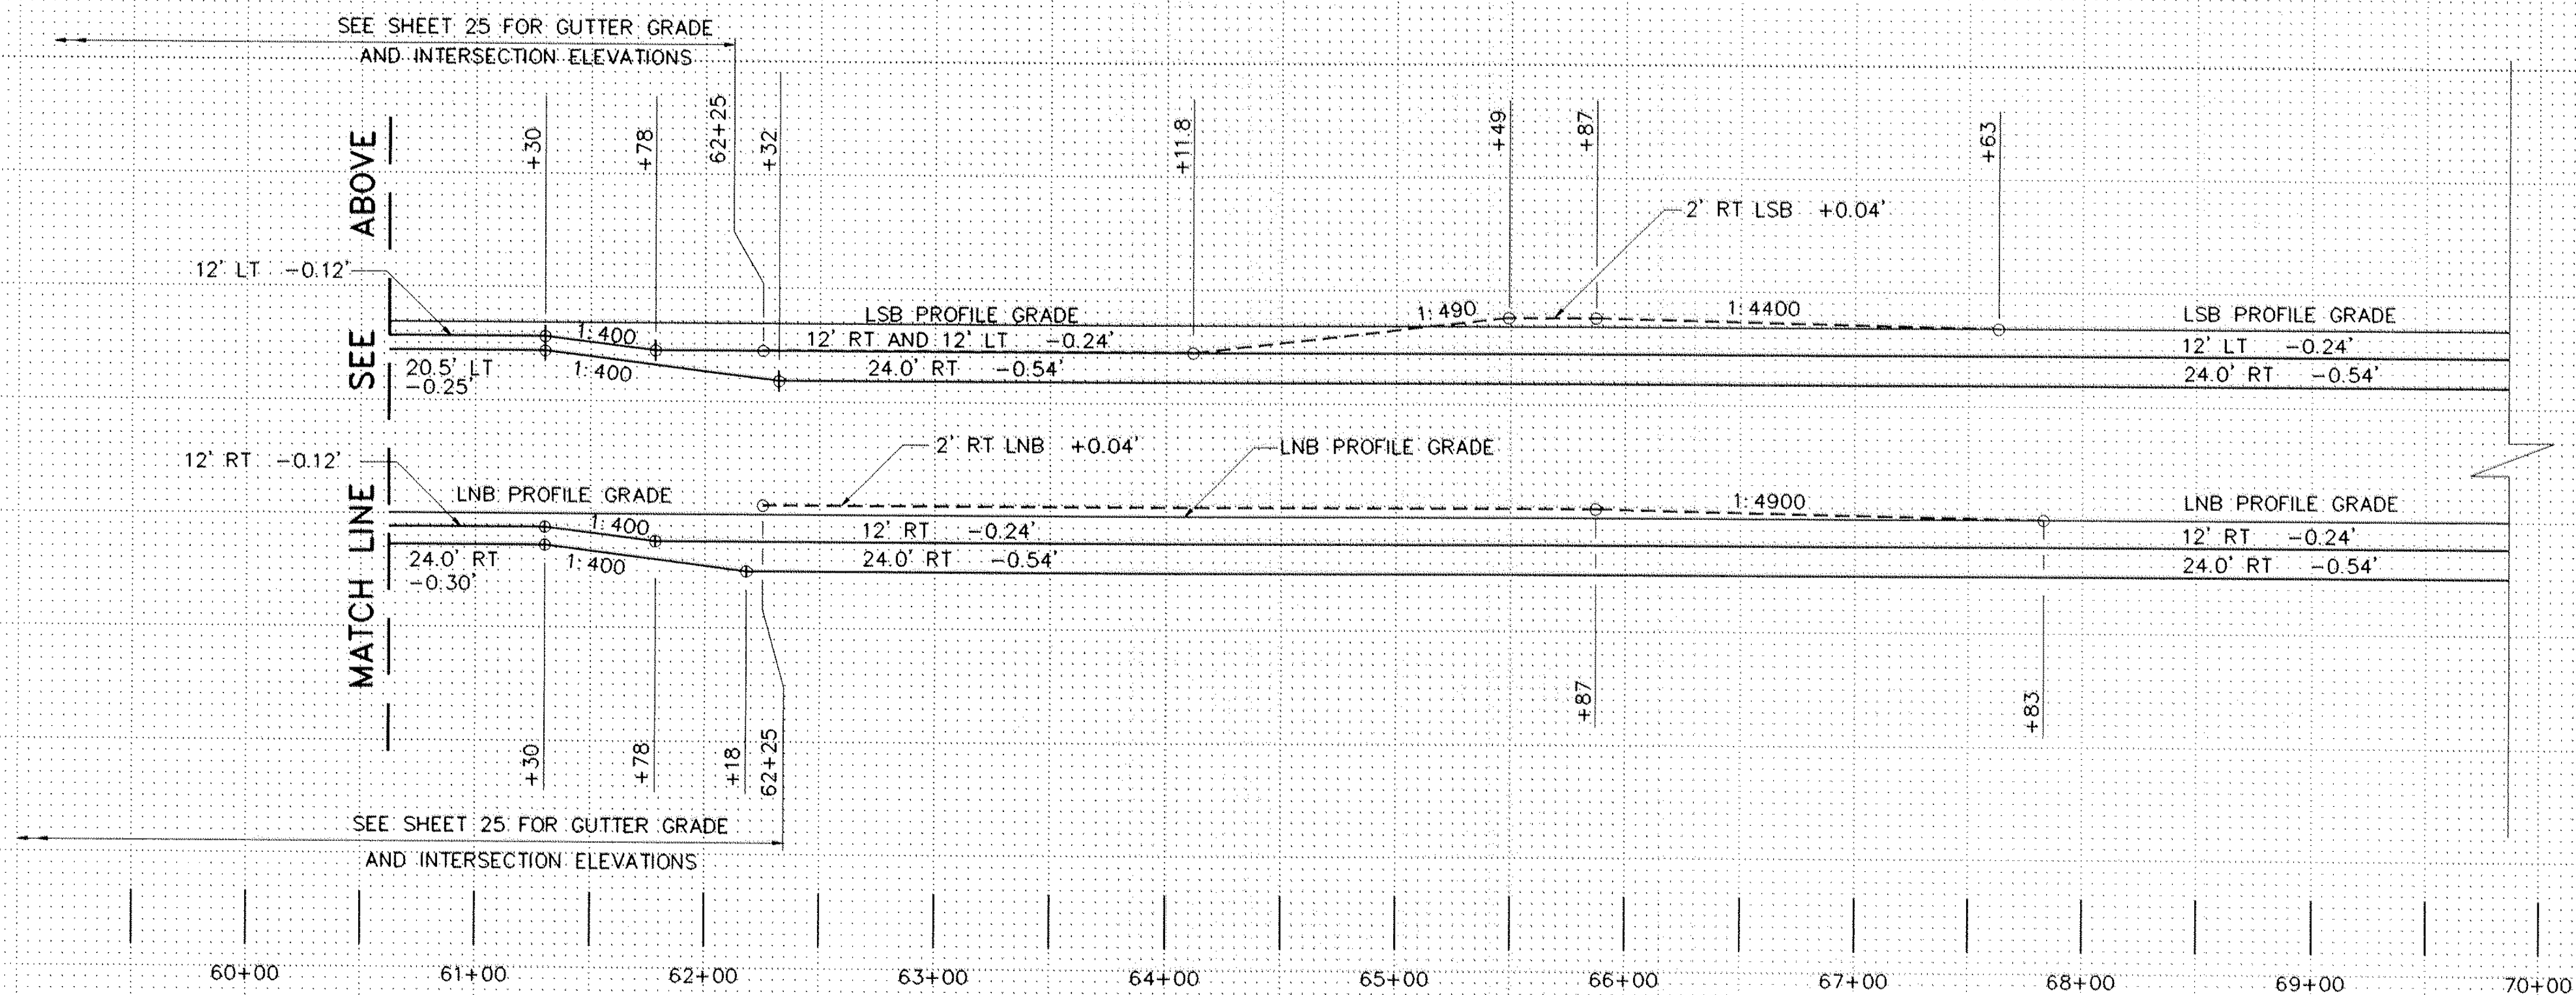 SEE SHEET 25 FOR GUTTER GRADE
AND INTERSECTION ELEVATIONS
+30
+78
62+25
+32
+11.8
+49
+87
+63
MATCH LINE SEE ABOVE
2' RT LSB +0.04'
12' LT -0.12'
LSB PROFILE GRADE
1:490
1:4400
LSB PROFILE GRADE
1:400
12' RT AND 12' LT -0.24'
12' LT -0.24'
20.5' LT
-0.25'
1:400
24.0' RT -0.54'
24.0' RT -0.54'
2' RT LNB +0.04'
LNB PROFILE GRADE
12' RT -0.12'
LNB PROFILE GRADE
1:4900
LNB PROFILE GRADE
1:400
12' RT -0.24'
12' RT -0.24'
24.0' RT
-0.30'
1:400
24.0' RT -0.54'
24.0' RT -0.54'
+30
+78
+18
62+25
+87
+83
SEE SHEET 25 FOR GUTTER GRADE
AND INTERSECTION ELEVATIONS
60+00
61+00
62+00
63+00
64+00
65+00
66+00
67+00
68+00
69+00
70+00